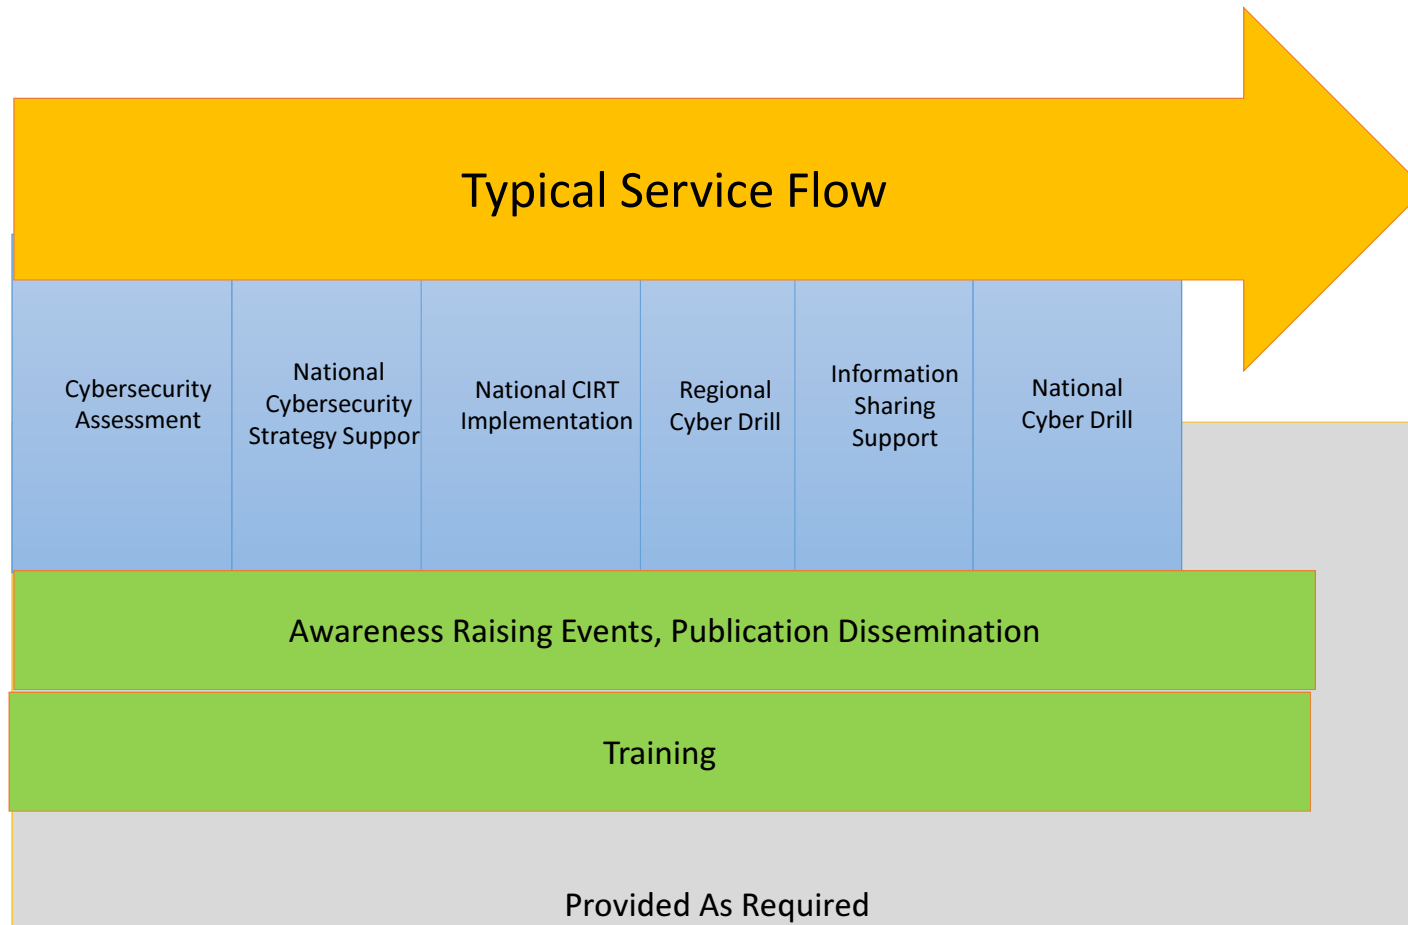 Typical Service Flow
Cybersecurity
Assessment
National
Cybersecurity
Strategy Suppor
National CIRT
Implementation
Regional
Cyber Drill
Information
Sharing
Support
National
Cyber Drill
Awareness Raising Events, Publication Dissemination
Training
Provided As Required